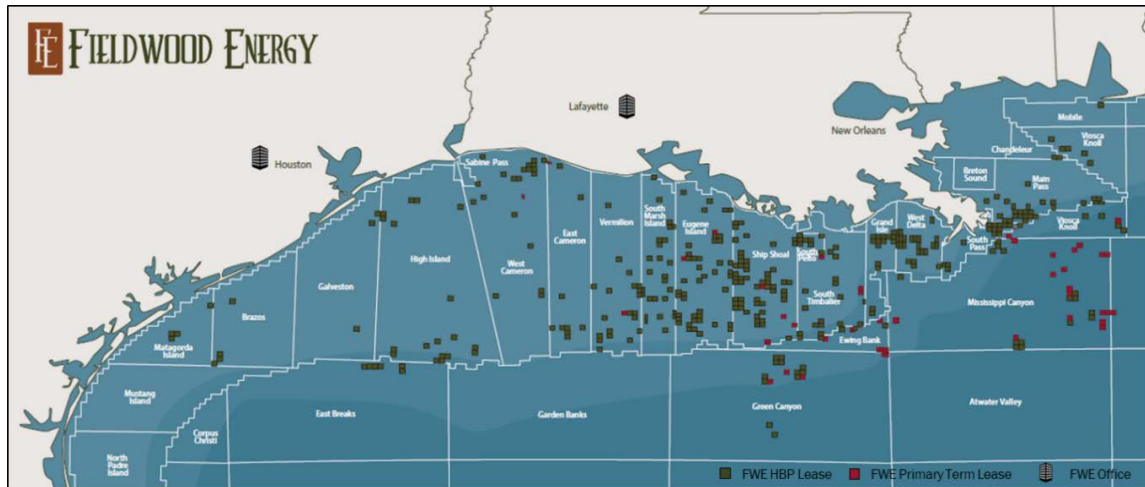 FE FIELDWOOD ENERGY
Lafayette
New Orleans
Houston
Mobile
Viosca
Knoll
Chandeleur
Sabine Pass
Breton
Sound
Main
Pass
South
Marsh
Island
Eugene
Island
Grand
Isle
West
Delta
Viosca
Knoll
East
Cameron
Vermilion
South
Pass
Ship Shoal
South
Pelto
High Island
West
Cameron
Galveston
South
Timbalier
Mississippi Canyon
Brazos
Matagorda
Island
Ewing Bank
Mustang
Island
Corpus
Christi
East Breaks
Garden Banks
Green Canyon
Atwater Valley
North
Padre
Island
FWE HBP Lease FWE Primary Term Lease FWE Office